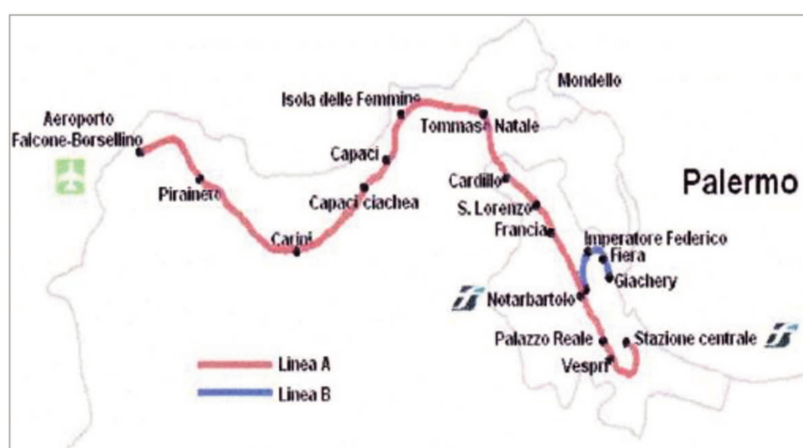 Mondello
Isola delle Femmine
Aeroporto
Falcone-Borsellino
Tommaso Natale
Capaci
Pirainero
Cardillo
Palermo
Capaci ciachea
S. Lorenzo
Carini
Francia
Imperatore Federico
Fiera
Giachery
Notarbartolo
Palazzo Reale
Stazione centrale
Vespri
Linea A
Linea B